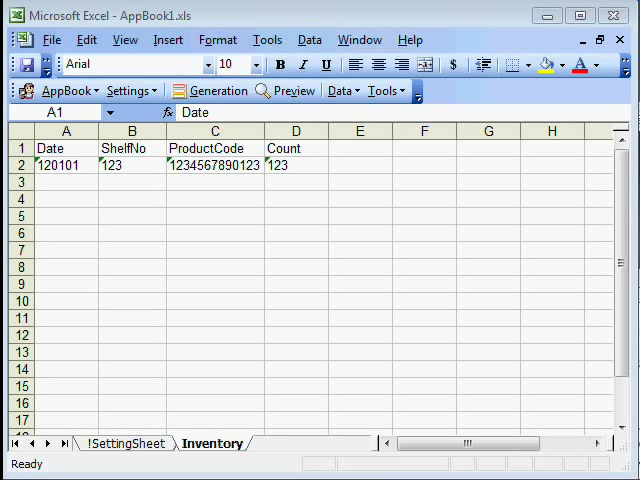 Microsoft Excel - AppBook1.xls
File Edit View Insert Format Tools Data Window Help
Arial 10 B I U $ A
AppBook Settings Generation Preview Data Tools
A1 fx Date
A B C D E F G H
1 Date ShelfNo ProductCode Count
2 120101 123 1234567890123 123
3
4
5
6
7
8
9
10
11
12
13
14
15
16
17
!SettingSheet Inventory
Ready